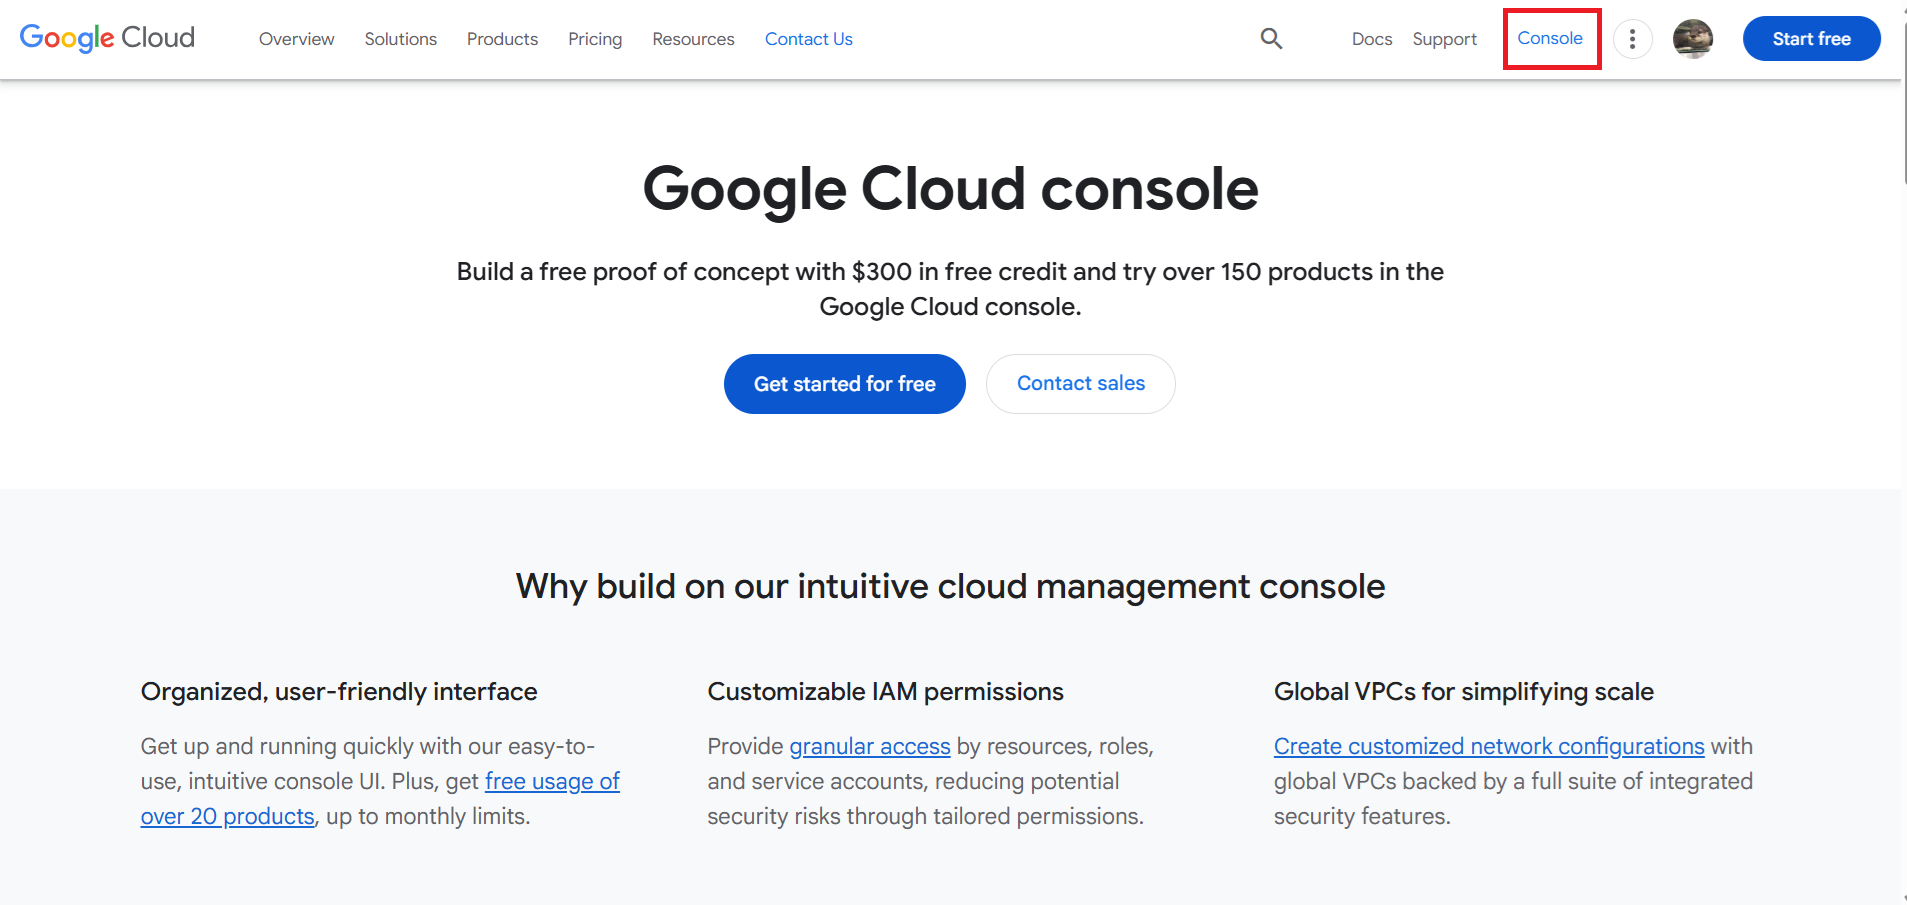 Google Cloud
Overview
Solutions
Products
Pricing
Resources
Contact Us
Docs
Support
Console
Start free
Google Cloud console
Build a free proof of concept with $300 in free credit and try over 150 products in the
Google Cloud console.
Get started for free
Contact sales
Why build on our intuitive cloud management console
Organized, user-friendly interface
Get up and running quickly with our easy-to-
use, intuitive console UI. Plus, get free usage of
over 20 products, up to monthly limits.
Customizable IAM permissions
Provide granular access by resources, roles,
and service accounts, reducing potential
security risks through tailored permissions.
Global VPCs for simplifying scale
Create customized network configurations with
global VPCs backed by a full suite of integrated
security features.